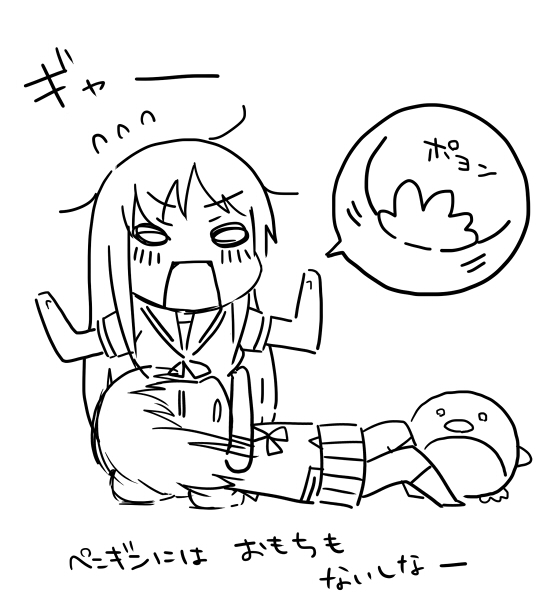 ギャー
ポヨン
ペンギンには おもちも
ないしなー